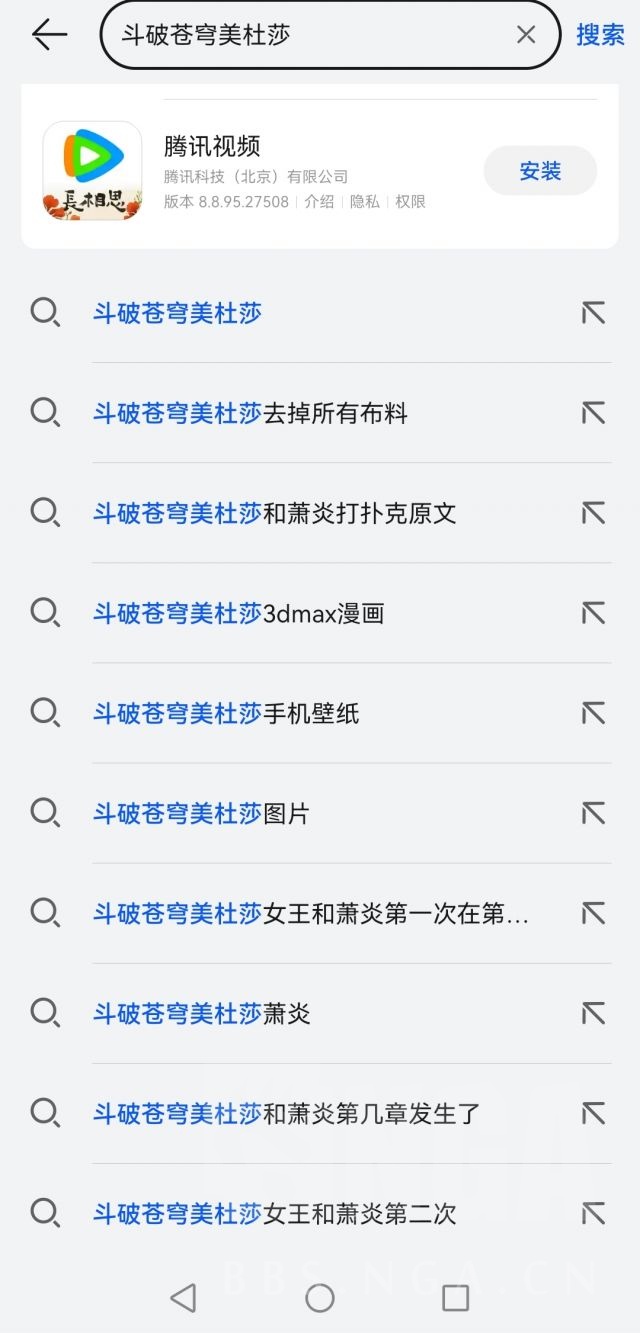 斗破苍穹美杜莎
搜索
長相思
腾讯视频
腾讯科技（北京）有限公司
版本 8.8.95.27508 | 介绍 | 隐私 | 权限
安装
斗破苍穹美杜莎
斗破苍穹美杜莎去掉所有布料
斗破苍穹美杜莎和萧炎打扑克原文
斗破苍穹美杜莎3dmax漫画
斗破苍穹美杜莎手机壁纸
斗破苍穹美杜莎图片
斗破苍穹美杜莎女王和萧炎第一次在第...
斗破苍穹美杜莎萧炎
斗破苍穹美杜莎和萧炎第几章发生了
斗破苍穹美杜莎女王和萧炎第二次
NGA
BBS.NGA.CN